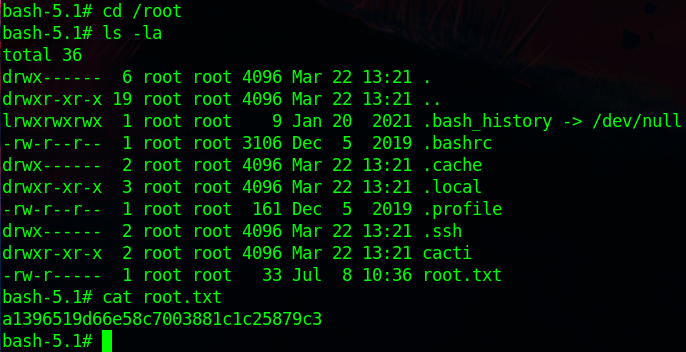 bash-5.1# cd /root
bash-5.1# ls -la
total 36
drwx------  6 root root 4096 Mar 22 13:21 .
drwxr-xr-x 19 root root 4096 Mar 22 13:21 ..
lrwxrwxrwx  1 root root    9 Jan 20  2021 .bash_history -> /dev/null
-rw-r--r--  1 root root 3106 Dec  5  2019 .bashrc
drwx------  2 root root 4096 Mar 22 13:21 .cache
drwxr-xr-x  3 root root 4096 Mar 22 13:21 .local
-rw-r--r--  1 root root  161 Dec  5  2019 .profile
drwx------  2 root root 4096 Mar 22 13:21 .ssh
drwxr-xr-x  2 root root 4096 Mar 22 13:21 cacti
-rw-r-----  1 root root   33 Jul  8 10:36 root.txt
bash-5.1# cat root.txt
a1396519d66e58c7003881c1c25879c3
bash-5.1#